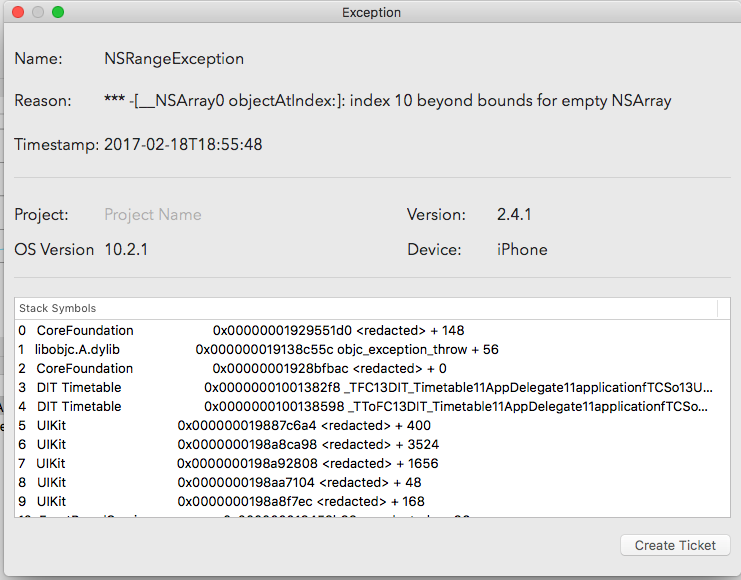 Exception
Name: NSRangeException
Reason: *** -[__NSArray0 objectAtIndex:]: index 10 beyond bounds for empty NSArray
Timestamp: 2017-02-18T18:55:48
Project: Project Name Version: 2.4.1
OS Version 10.2.1 Device: iPhone
Stack Symbols
0 CoreFoundation 0x00000001929551d0 <redacted> + 148
1 libobjc.A.dylib 0x000000019138c55c objc_exception_throw + 56
2 CoreFoundation 0x00000001928bfbac <redacted> + 0
3 DIT Timetable 0x00000001001382f8 _TFC13DIT_Timetable11AppDelegate11applicationfTCSo13U...
4 DIT Timetable 0x0000000100138598 _TToFC13DIT_Timetable11AppDelegate11applicationfTCSo...
5 UIKit 0x000000019887c6a4 <redacted> + 400
6 UIKit 0x0000000198a8ca98 <redacted> + 3524
7 UIKit 0x0000000198a92808 <redacted> + 1656
8 UIKit 0x0000000198aa7104 <redacted> + 48
9 UIKit 0x0000000198a8f7ec <redacted> + 168
Create Ticket